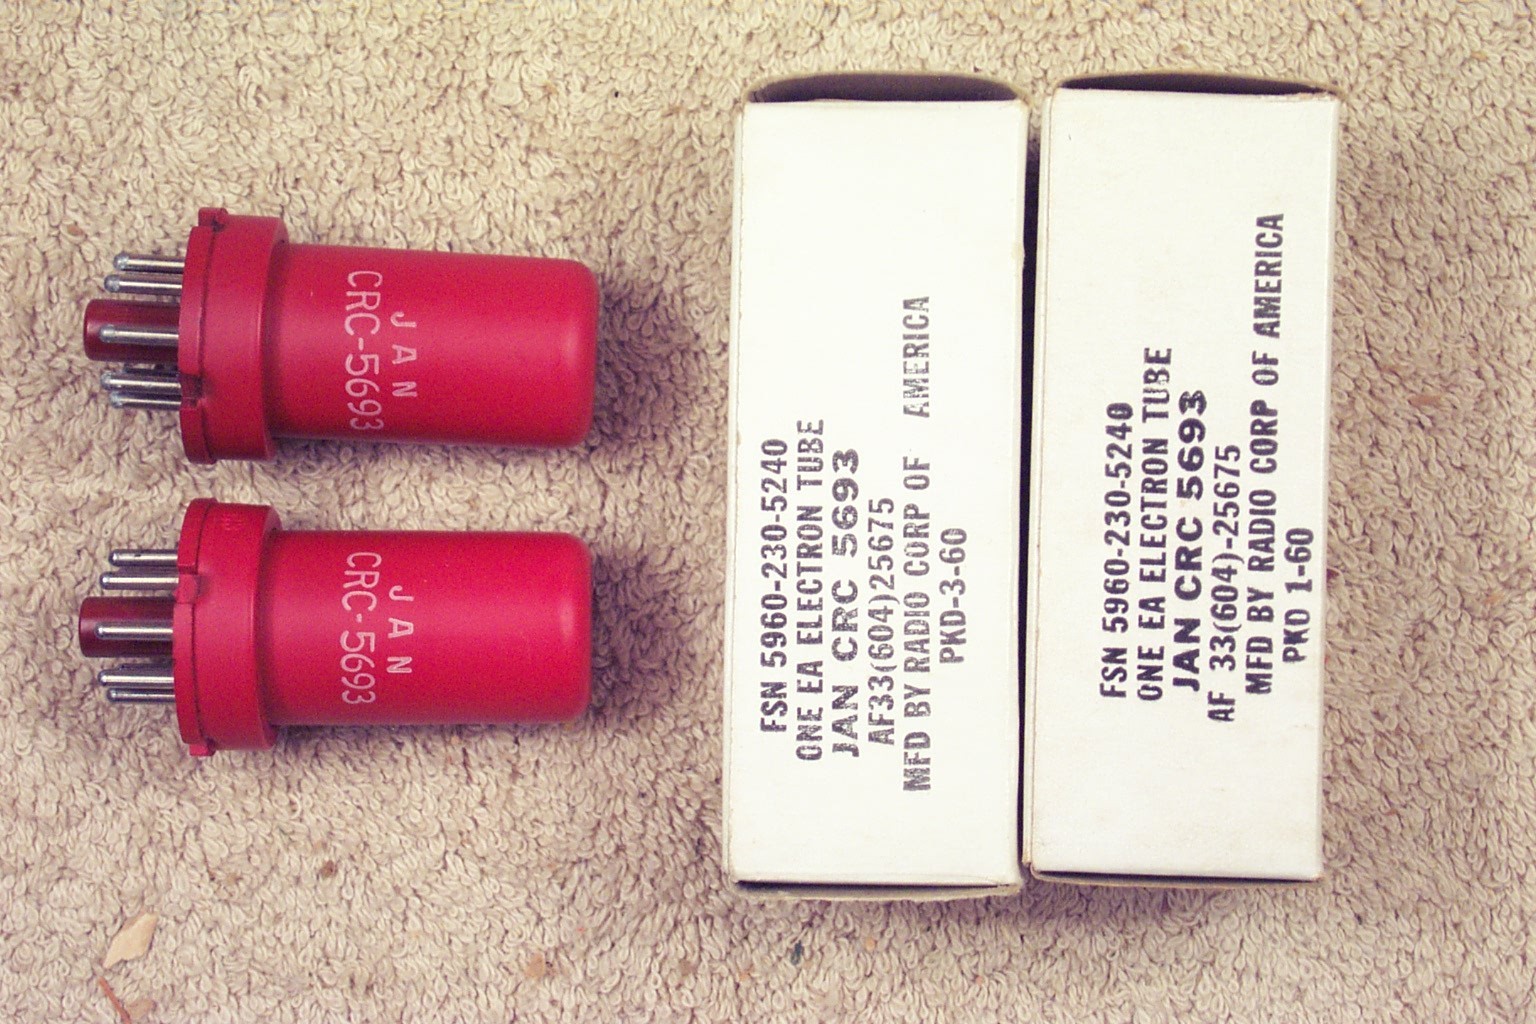 JAN
CRC-5693
JAN
CRC-5693
FSN 5960-230-5240
ONE EA ELECTRON TUBE
JAN CRC 5693
AF33(604)25675
MFD BY RADIO CORP OF AMERICA
PKD-3-60
FSN 5960-230-5240
ONE EA ELECTRON TUBE
JAN CRC 5693
AF 33(604)-25675
MFD BY RADIO CORP OF AMERICA
PKD 1-60